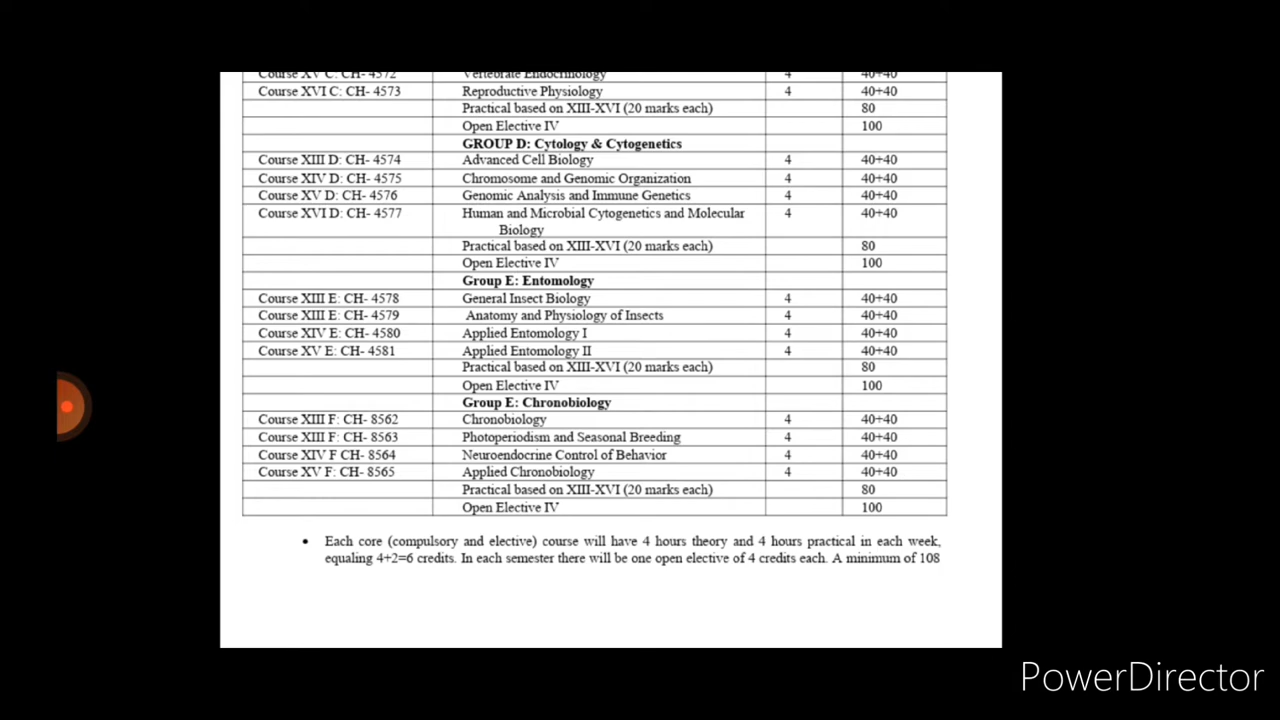 Course XV C: CH- 4572 Vertebrate Endocrinology 4 40+40
Course XVI C: CH- 4573 Reproductive Physiology 4 40+40
Practical based on XIII-XVI (20 marks each) 80
Open Elective IV 100
GROUP D: Cytology & Cytogenetics
Course XIII D: CH- 4574 Advanced Cell Biology 4 40+40
Course XIV D: CH- 4575 Chromosome and Genomic Organization 4 40+40
Course XV D: CH- 4576 Genomic Analysis and Immune Genetics 4 40+40
Course XVI D: CH- 4577 Human and Microbial Cytogenetics and Molecular 4 40+40
Biology
Practical based on XIII-XVI (20 marks each) 80
Open Elective IV 100
Group E: Entomology
Course XIII E: CH- 4578 General Insect Biology 4 40+40
Course XIII E: CH- 4579 Anatomy and Physiology of Insects 4 40+40
Course XIV E: CH- 4580 Applied Entomology I 4 40+40
Course XV E: CH- 4581 Applied Entomology II 4 40+40
Practical based on XIII-XVI (20 marks each) 80
Open Elective IV 100
Group E: Chronobiology
Course XIII F: CH- 8562 Chronobiology 4 40+40
Course XIII F: CH- 8563 Photoperiodism and Seasonal Breeding 4 40+40
Course XIV F CH- 8564 Neuroendocrine Control of Behavior 4 40+40
Course XV F: CH- 8565 Applied Chronobiology 4 40+40
Practical based on XIII-XVI (20 marks each) 80
Open Elective IV 100
• Each core (compulsory and elective) course will have 4 hours theory and 4 hours practical in each week,
equaling 4+2=6 credits. In each semester there will be one open elective of 4 credits each. A minimum of 108
PowerDirector